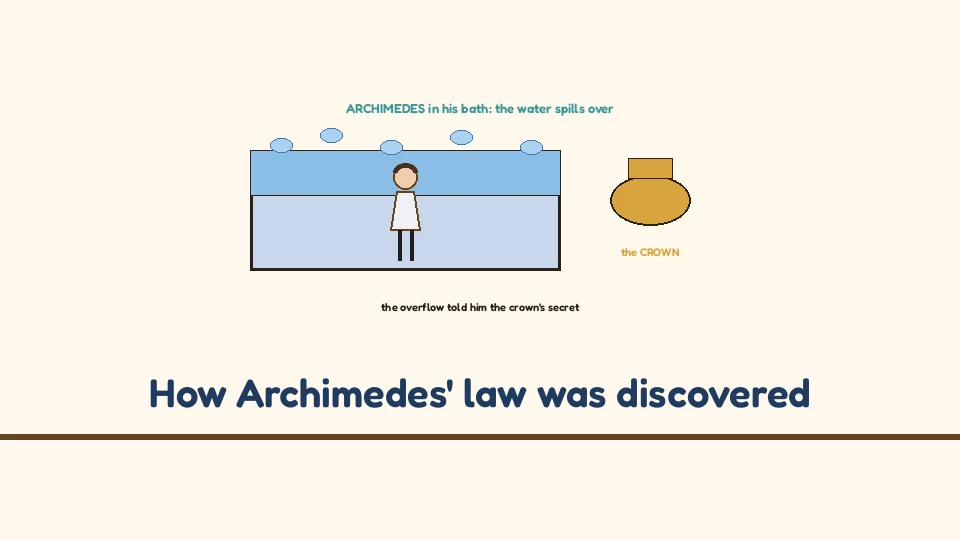 ARCHIMEDES in his bath: the water spills over
the CROWN
the overflow told him the crown's secret
How Archimedes' law was discovered